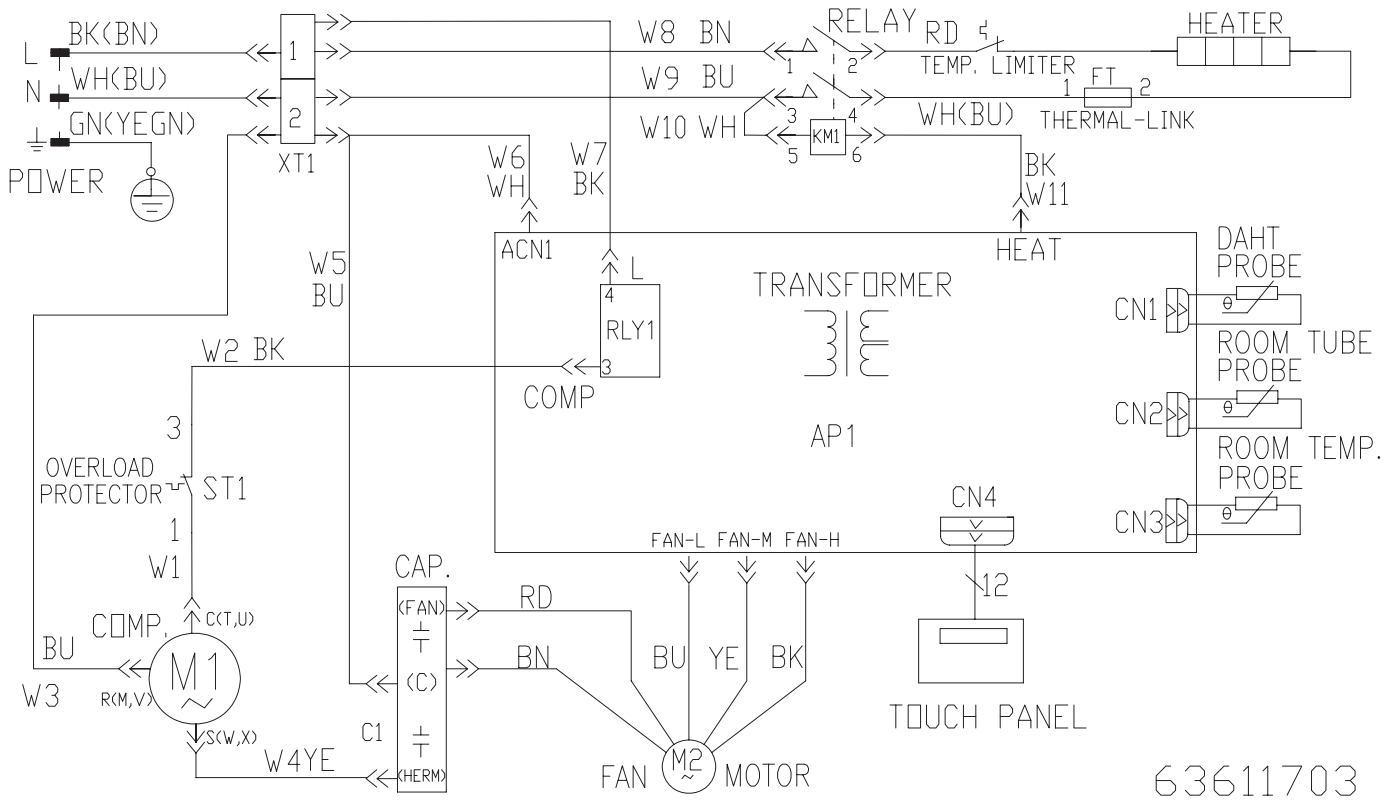 L
BK(BN)
N
WH(BU)
GN(YEGN)
POWER
1
2
XT1
W8 BN
RELAY
RD
HEATER
1
2
TEMP. LIMITER
W9 BU
FT
1
2
W10 WH
3
4
WH(BU)
THERMAL-LINK
KM1
5
6
W6
WH
W7
BK
BK
W11
ACN1
HEAT
W5
BU
L
4
RLY1
3
TRANSFORMER
DAHT
PROBE
CN1
θ
ROOM TUBE
PROBE
CN2
θ
ROOM TEMP.
PROBE
CN3
θ
W2 BK
COMP
AP1
3
OVERLOAD
PROTECTOR
ST1
1
W1
CN4
FAN-L
FAN-M
FAN-H
12
CAP.
(FAN)
RD
COMP.
C(T,U)
BU
M1
W3
R(M,V)
S(W,X)
(C)
BN
BU
YE
BK
C1
W4YE
(HERM)
TOUCH PANEL
FAN
M2
MOTOR
63611703